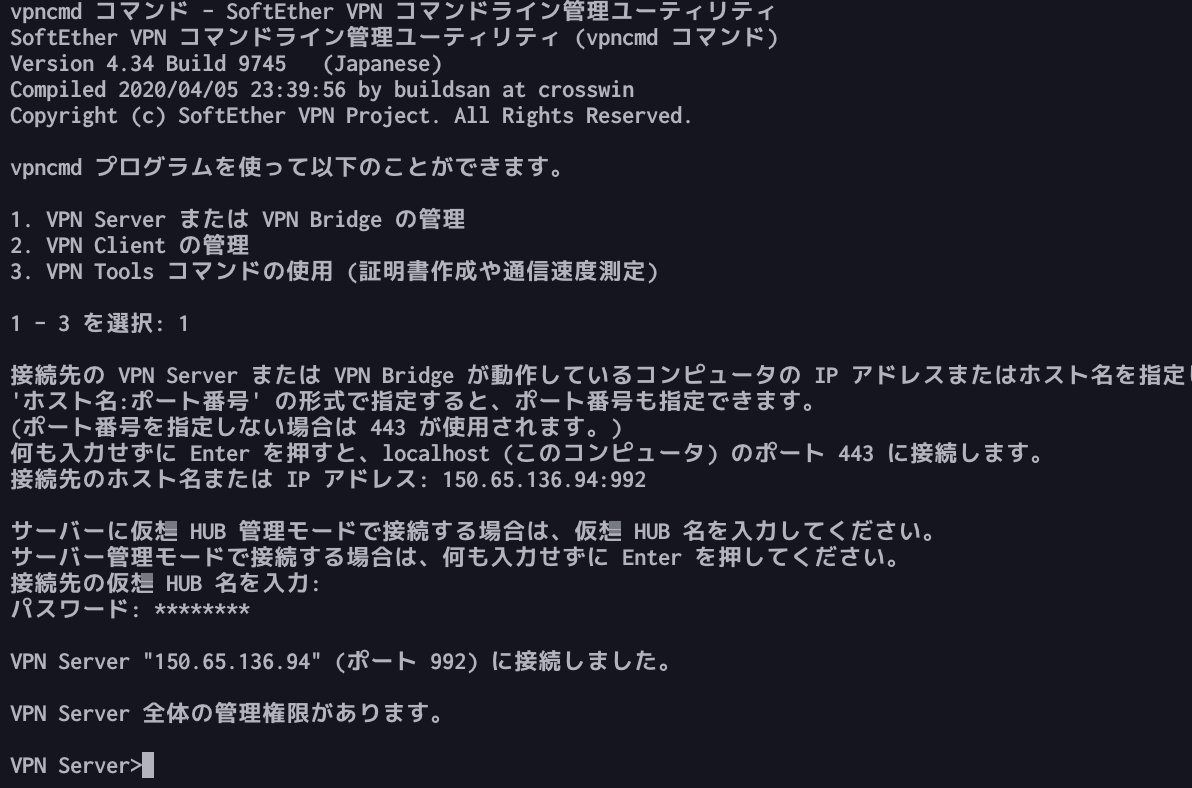 vpncmd コマンド - SoftEther VPN コマンドライン管理ユーティリティ
SoftEther VPN コマンドライン管理ユーティリティ (vpncmd コマンド)
Version 4.34 Build 9745   (Japanese)
Compiled 2020/04/05 23:39:56 by buildsan at crosswin
Copyright (c) SoftEther VPN Project. All Rights Reserved.
vpncmd プログラムを使って以下のことができます。
1. VPN Server または VPN Bridge の管理
2. VPN Client の管理
3. VPN Tools コマンドの使用 (証明書作成や通信速度測定)
1 - 3 を選択: 1
接続先の VPN Server または VPN Bridge が動作しているコンピュータの IP アドレスまたはホスト名を指定し
'ホスト名:ポート番号' の形式で指定すると、ポート番号も指定できます。
(ポート番号を指定しない場合は 443 が使用されます。)
何も入力せずに Enter を押すと、localhost (このコンピュータ) のポート 443 に接続します。
接続先のホスト名または IP アドレス: 150.65.136.94:992
サーバーに仮想 HUB 管理モードで接続する場合は、仮想 HUB 名を入力してください。
サーバー管理モードで接続する場合は、何も入力せずに Enter を押してください。
接続先の仮想 HUB 名を入力:
パスワード: ********
VPN Server "150.65.136.94" (ポート 992) に接続しました。
VPN Server 全体の管理権限があります。
VPN Server>